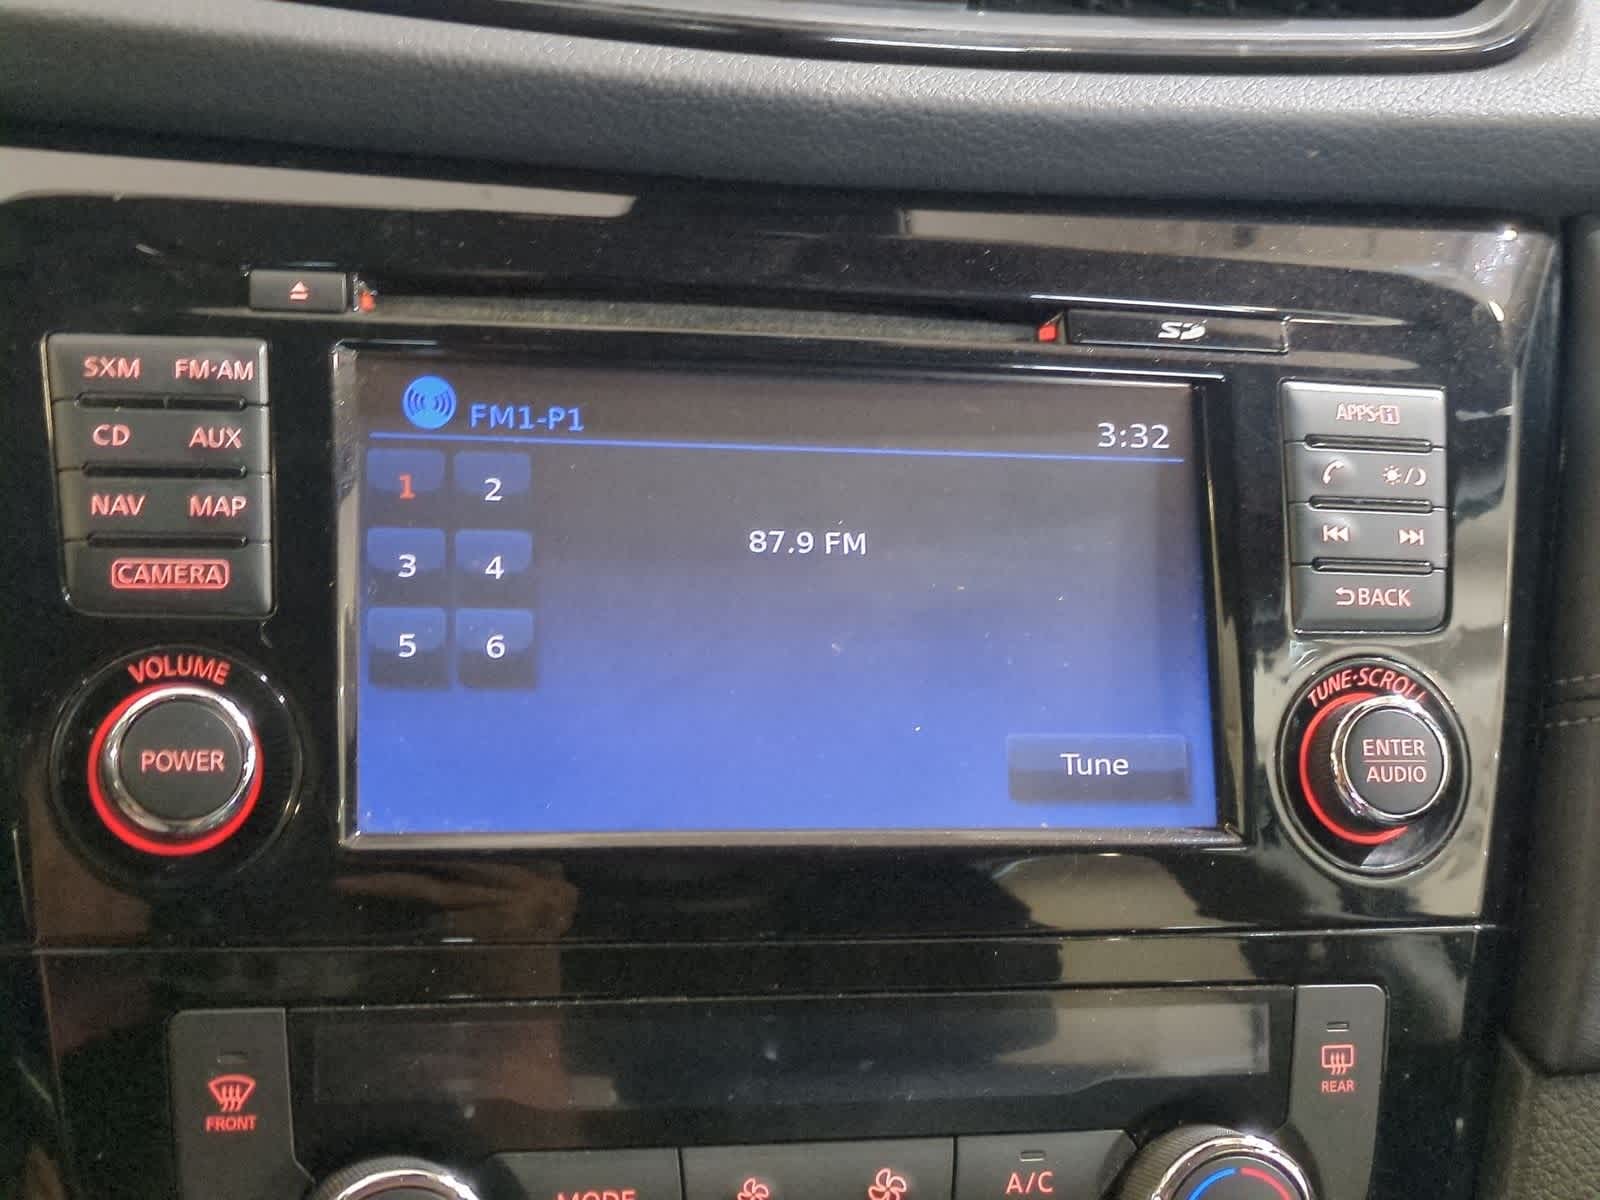 SD
SXM FM·AM
CD AUX
NAV MAP
CAMERA
VOLUME
POWER
FM1-P1
3:32
1 2
3 4
5 6
87.9 FM
Tune
APPS·i
BACK
TUNE·SCROLL
ENTER
AUDIO
FRONT
REAR
MODE
A/C